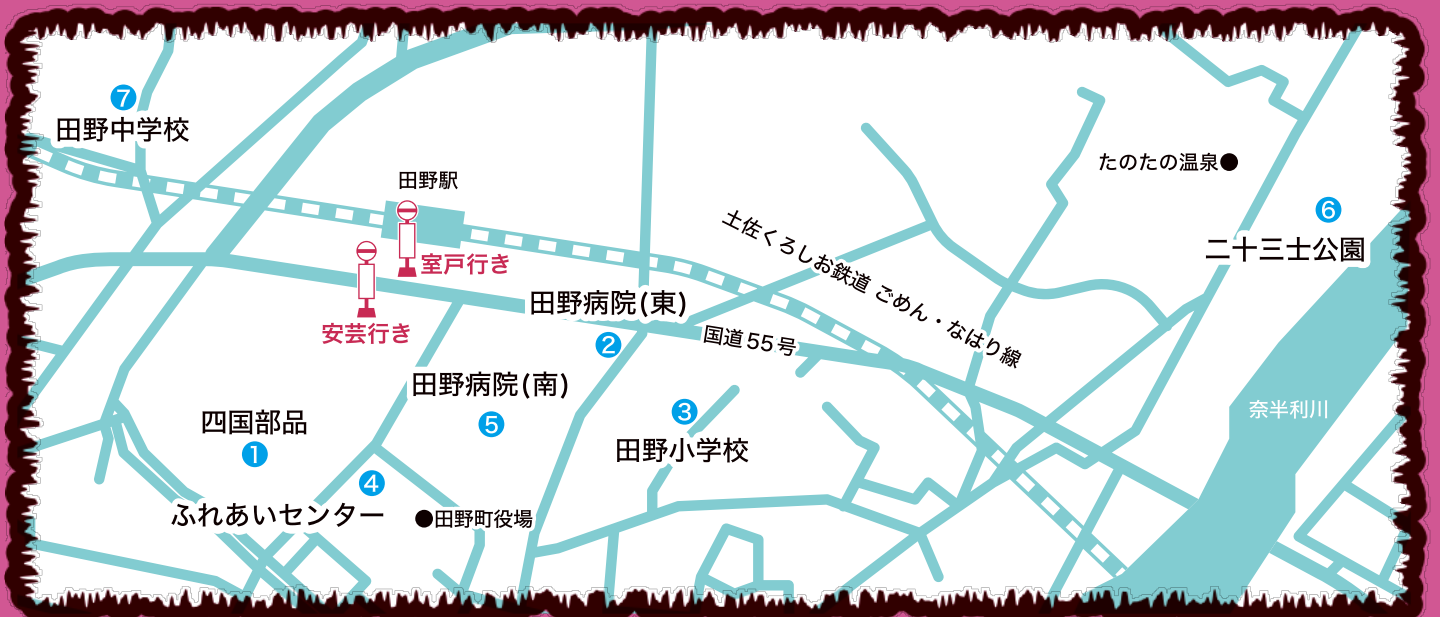 7
田野中学校
田野駅
たのたの温泉
6
二十三士公園
土佐くろしお鉄道 ごめん・なはり線
室戸行き
安芸行き
田野病院(東)
2
国道55号
田野病院(南)
5
四国部品
1
3
田野小学校
奈半利川
4
ふれあいセンター
田野町役場